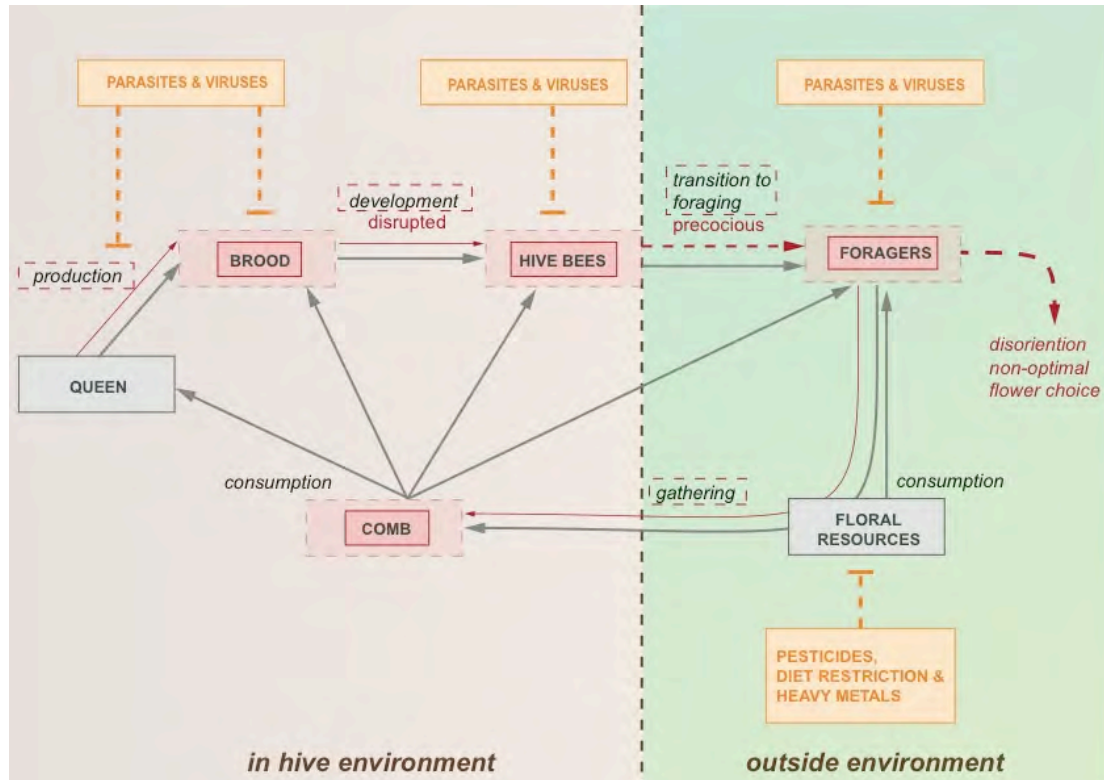 PARASITES & VIRUSES
PARASITES & VIRUSES
PARASITES & VIRUSES
development
disrupted
transition to
foraging
precocious
production
BROOD
HIVE BEES
FORAGERS
QUEEN
disoriention
non-optimal
flower choice
consumption
gathering
consumption
COMB
FLORAL
RESOURCES
PESTICIDES,
DIET RESTRICTION &
HEAVY METALS
in hive environment
outside environment